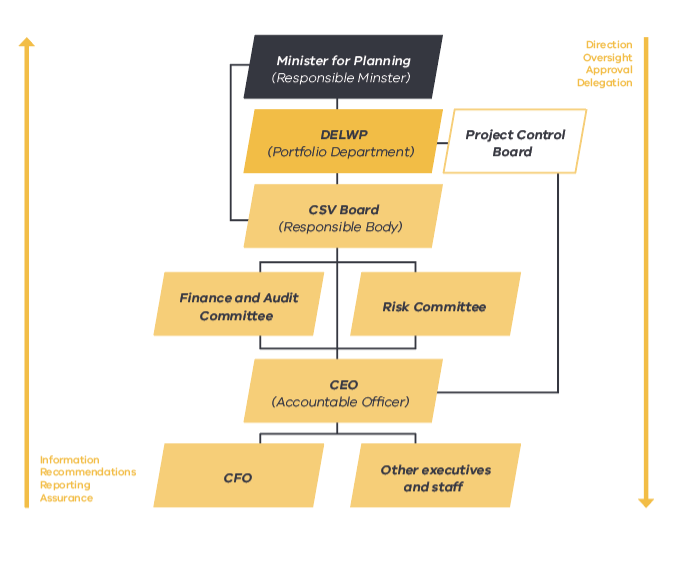 Minister for Planning
(Responsible Minster)
Direction
Oversight
Approval
Delegation
DELWP
(Portfolio Department)
Project Control
Board
CSV Board
(Responsible Body)
Finance and Audit
Committee
Risk Committee
CEO
(Accountable Officer)
Information
Recommendations
Reporting
Assurance
CFO
Other executives
and staff